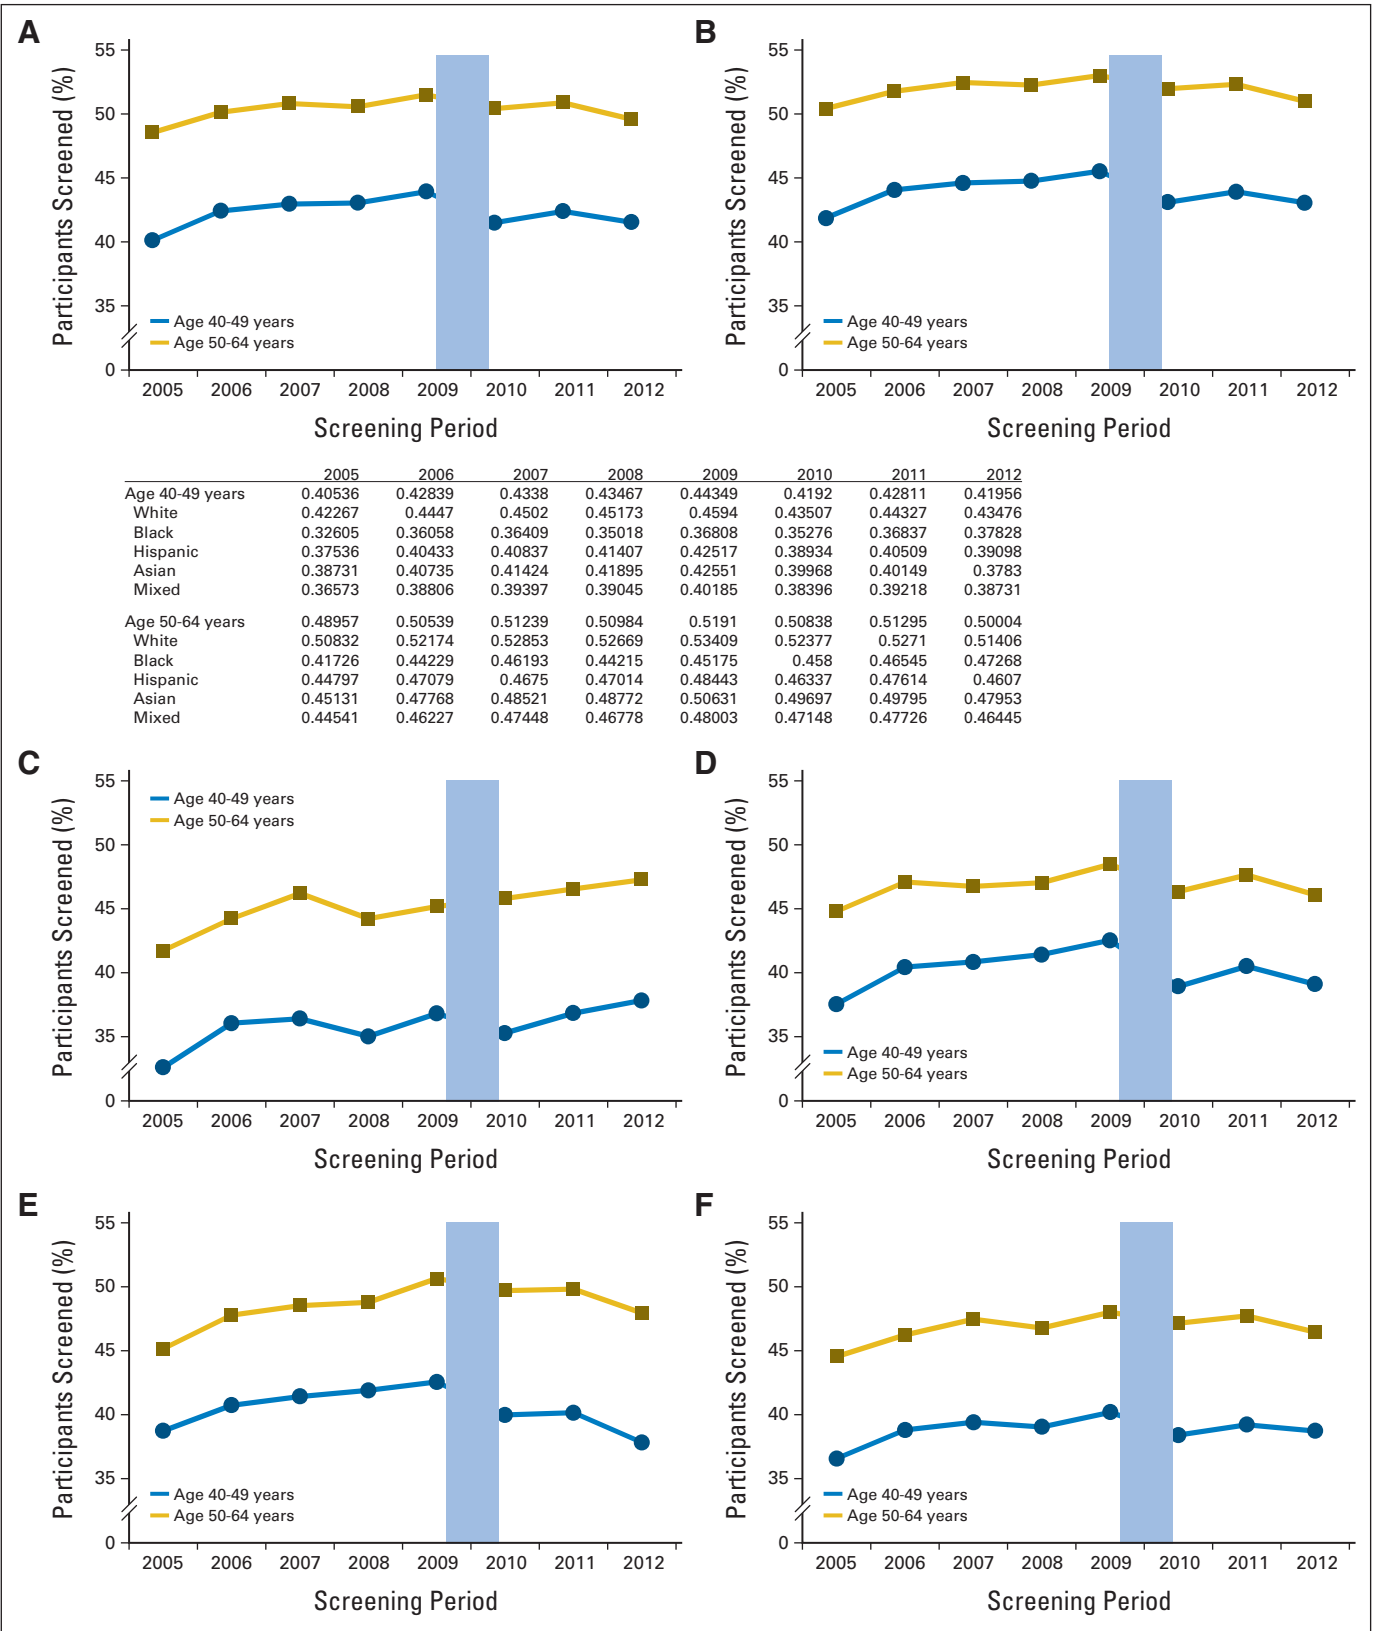 A
Participants Screened (%)
55
50
45
40
35
0
Age 40-49 years
Age 50-64 years
2005 2006 2007 2008 2009 2010 2011 2012
Screening Period
B
Participants Screened (%)
55
50
45
40
35
0
Age 40-49 years
Age 50-64 years
2005 2006 2007 2008 2009 2010 2011 2012
Screening Period
2005 2006 2007 2008 2009 2010 2011 2012
Age 40-49 years 0.40536 0.42839 0.4338 0.43467 0.44349 0.4192 0.42811 0.41956
White 0.42267 0.4447 0.4502 0.45173 0.4594 0.43507 0.44327 0.43476
Black 0.32605 0.36058 0.36409 0.35018 0.36808 0.35276 0.36837 0.37828
Hispanic 0.37536 0.40433 0.40837 0.41407 0.42517 0.38934 0.40509 0.39098
Asian 0.38731 0.40735 0.41424 0.41895 0.42551 0.39968 0.40149 0.3783
Mixed 0.36573 0.38806 0.39397 0.39045 0.40185 0.38396 0.39218 0.38731
Age 50-64 years 0.48957 0.50539 0.51239 0.50984 0.5191 0.50838 0.51295 0.50004
White 0.50832 0.52174 0.52853 0.52669 0.53409 0.52377 0.5271 0.51406
Black 0.41726 0.44229 0.46193 0.44215 0.45175 0.458 0.46545 0.47268
Hispanic 0.44797 0.47079 0.4675 0.47014 0.48443 0.46337 0.47614 0.4607
Asian 0.45131 0.47768 0.48521 0.48772 0.50631 0.49697 0.49795 0.47953
Mixed 0.44541 0.46227 0.47448 0.46778 0.48003 0.47148 0.47726 0.46445
C
Participants Screened (%)
55
50
45
40
35
0
Age 40-49 years
Age 50-64 years
2005 2006 2007 2008 2009 2010 2011 2012
Screening Period
D
Participants Screened (%)
55
50
45
40
35
0
Age 40-49 years
Age 50-64 years
2005 2006 2007 2008 2009 2010 2011 2012
Screening Period
E
Participants Screened (%)
55
50
45
40
35
0
Age 40-49 years
Age 50-64 years
2005 2006 2007 2008 2009 2010 2011 2012
Screening Period
F
Participants Screened (%)
55
50
45
40
35
0
Age 40-49 years
Age 50-64 years
2005 2006 2007 2008 2009 2010 2011 2012
Screening Period